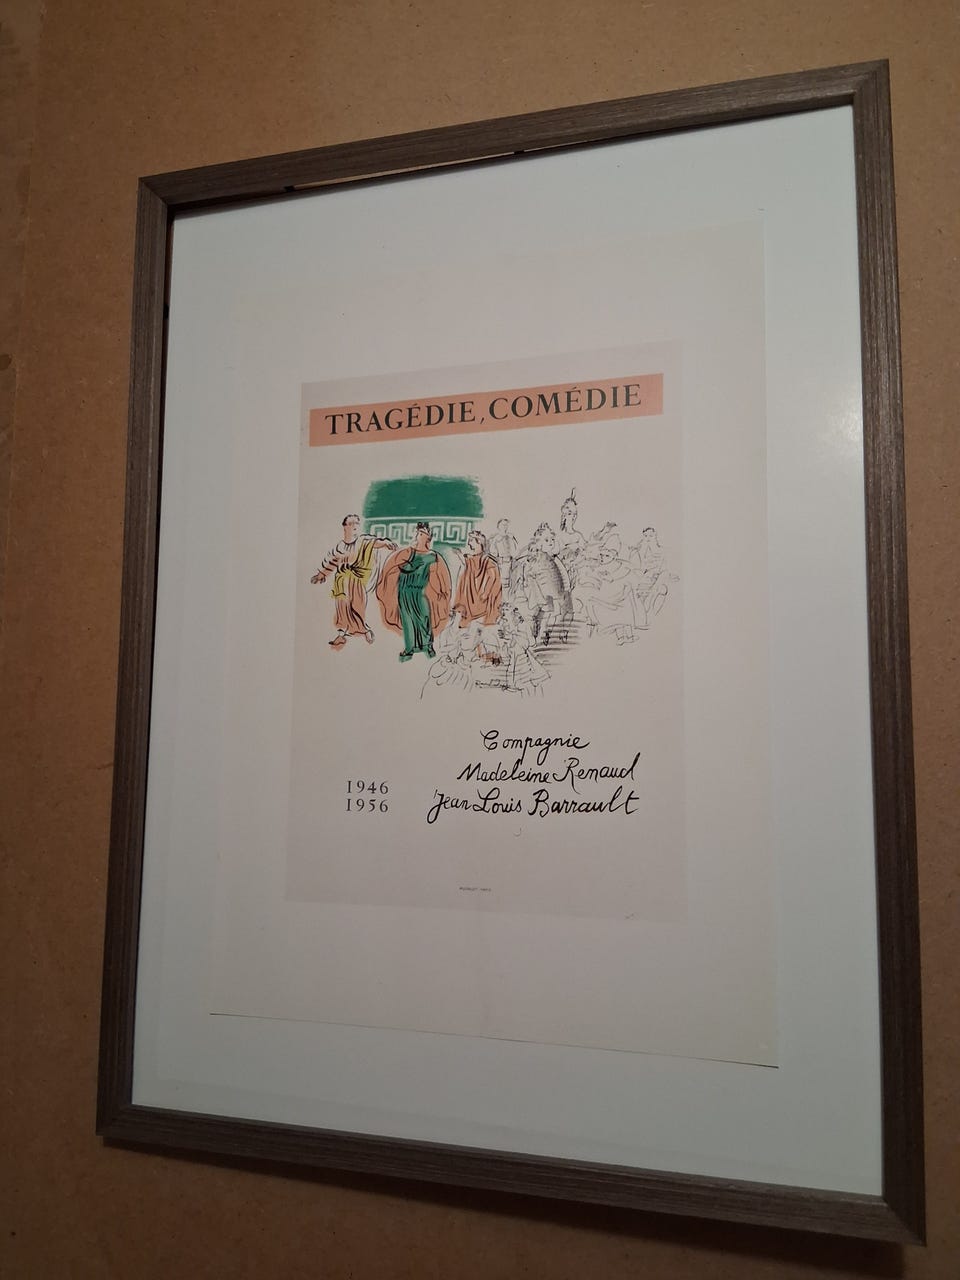 TRAGÉDIE, COMÉDIE
Compagnie
Madeleine Renaud
Jean Louis Barrault
1946
1956